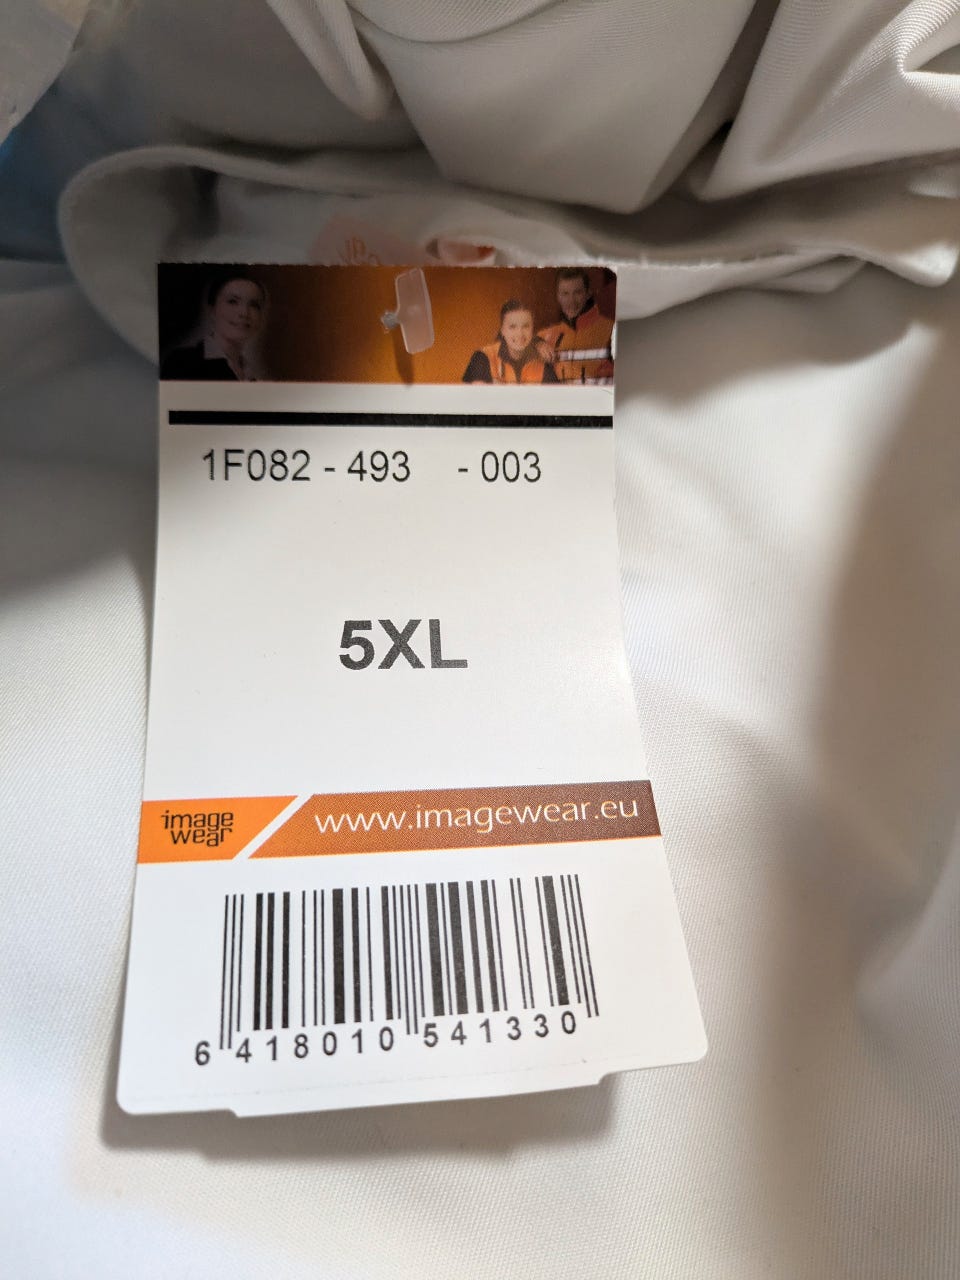 1F082 - 493 - 003
5XL
image
wear
www.imagewear.eu
6 418010 541330